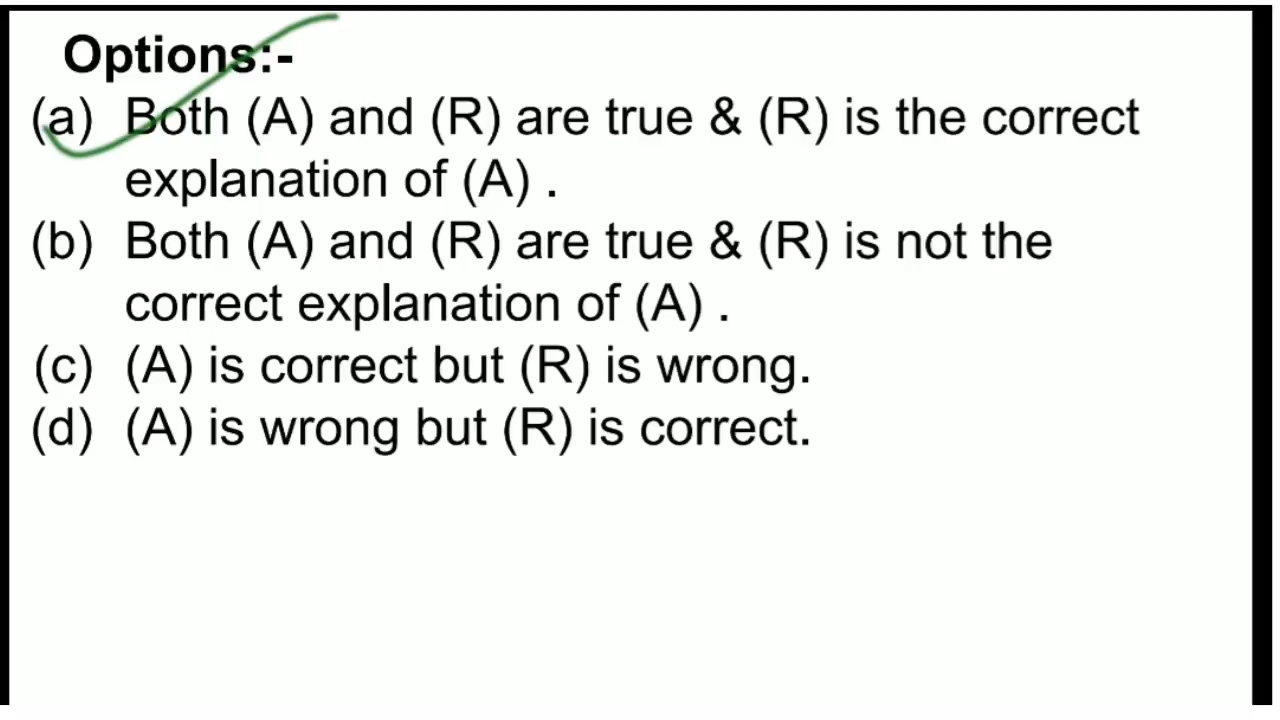 Options:-
(a) Both (A) and (R) are true & (R) is the correct
explanation of (A) .
(b) Both (A) and (R) are true & (R) is not the
correct explanation of (A) .
(c) (A) is correct but (R) is wrong.
(d) (A) is wrong but (R) is correct.